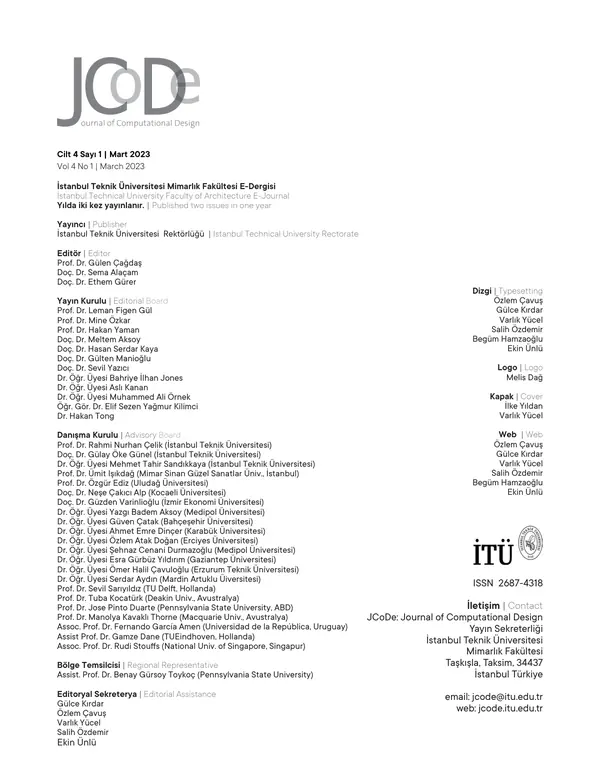 JCoDe
Journal of Computational Design
Cilt 4 Sayı 1 | Mart 2023
Vol 4 No 1 | March 2023
İstanbul Teknik Üniversitesi Mimarlık Fakültesi E-Dergisi
Istanbul Technical University Faculty of Architecture E-Journal
Yılda iki kez yayınlanır. | Published two issues in one year
Yayıncı | Publisher
İstanbul Teknik Üniversitesi Rektörlüğü | Istanbul Technical University Rectorate
Editör | Editor
Prof. Dr. Gülen Çağdaş
Doç. Dr. Sema Alaçam
Doç. Dr. Ethem Gürer
Yayın Kurulu | Editorial Board
Prof. Dr. Leman Figen Gül
Prof. Dr. Mine Özkar
Prof. Dr. Hakan Yaman
Doç. Dr. Meltem Aksoy
Doç. Dr. Hasan Serdar Kaya
Doç. Dr. Gülten Manioğlu
Doç. Dr. Sevil Yazıcı
Dr. Öğr. Üyesi Bahriye İlhan Jones
Dr. Öğr. Üyesi Aslı Kanan
Dr. Öğr. Üyesi Muhammed Ali Örnek
Öğr. Gör. Dr. Elif Sezen Yağmur Kilimci
Dr. Hakan Tong
Danışma Kurulu | Advisory Board
Prof. Dr. Rahmi Nurhan Çelik (İstanbul Teknik Üniversitesi)
Doç. Dr. Gülay Öke Günel (İstanbul Teknik Üniversitesi)
Dr. Öğr. Üyesi Mehmet Tahir Sandıkkaya (İstanbul Teknik Üniversitesi)
Prof. Dr. Ümit Işıkdağ (Mimar Sinan Güzel Sanatlar Üniv., İstanbul)
Prof. Dr. Özgür Ediz (Uludağ Üniversitesi)
Doç. Dr. Neşe Çakıcı Alp (Kocaeli Üniversitesi)
Doç. Dr. Güzden Varinlioğlu (İzmir Ekonomi Üniversitesi)
Dr. Öğr. Üyesi Yazgı Badem Aksoy (Medipol Üniversitesi)
Dr. Öğr. Üyesi Güven Çatak (Bahçeşehir Üniversitesi)
Dr. Öğr. Üyesi Ahmet Emre Dinçer (Karabük Üniversitesi)
Dr. Öğr. Üyesi Özlem Atak Doğan (Erciyes Üniversitesi)
Dr. Öğr. Üyesi Şehnaz Cenani Durmazoğlu (Medipol Üniversitesi)
Dr. Öğr. Üyesi Esra Gürbüz Yıldırım (Gaziantep Üniversitesi)
Dr. Öğr. Üyesi Ömer Halil Çavuloğlu (Erzurum Teknik Üniversitesi)
Dr. Öğr. Üyesi Serdar Aydın (Mardin Artuklu Üiversitesi)
Prof. Dr. Sevil Sarıyıldız (TU Delft, Hollanda)
Prof. Dr. Tuba Kocatürk (Deakin Univ., Avustralya)
Prof. Dr. Jose Pinto Duarte (Pennsylvania State University, ABD)
Prof. Dr. Manolya Kavaklı Thorne (Macquarie Univ., Avustralya)
Assoc. Prof. Dr. Fernando García Amen (Universidad de la República, Uruguay)
Assist Prof. Dr. Gamze Dane (TUEindhoven, Hollanda)
Assoc. Prof. Dr. Rudi Stouffs (National Univ. of Singapore, Singapur)
Bölge Temsilcisi | Regional Representative
Assist. Prof. Dr. Benay Gürsoy Toykoç (Pennsylvania State University)
Editoryal Sekreterya | Editorial Assistance
Gülce Kırdar
Özlem Çavuş
Varlık Yücel
Salih Özdemir
Ekin Ünlü
Dizgi | Typesetting
Özlem Çavuş
Gülce Kırdar
Varlık Yücel
Salih Özdemir
Begüm Hamzaoğlu
Ekin Ünlü
Logo | Logo
Melis Dağ
Kapak | Cover
İlke Yıldan
Varlık Yücel
Web | Web
Özlem Çavuş
Gülce Kırdar
Varlık Yücel
Salih Özdemir
Begüm Hamzaoğlu
Ekin Ünlü
İTÜ
ISSN 2687-4318
İletişim | Contact
JCoDe: Journal of Computational Design
Yayın Sekreterliği
İstanbul Teknik Üniversitesi
Mimarlık Fakültesi
Taşkışla, Taksim, 34437
İstanbul Türkiye
email: jcode@itu.edu.tr
web: jcode.itu.edu.tr